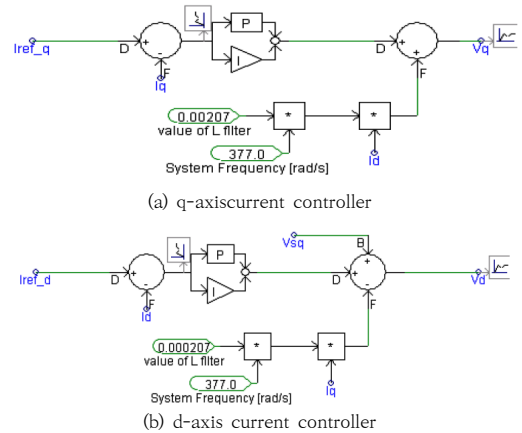 Iref_q
D
+
-
F
Iq
P
I
D
+
+
F
Vq
0.00207
value of L filter
*
*
377.0
System Frequency [rad/s]
Id
(a) q-axiscurrent controller
Vsq
B
Iref_d
D
+
-
F
Id
P
I
D
+
+
-
F
Vd
0.000207
value of L filter
*
*
377.0
System Frequency [rad/s]
Iq
(b) d-axis current controller